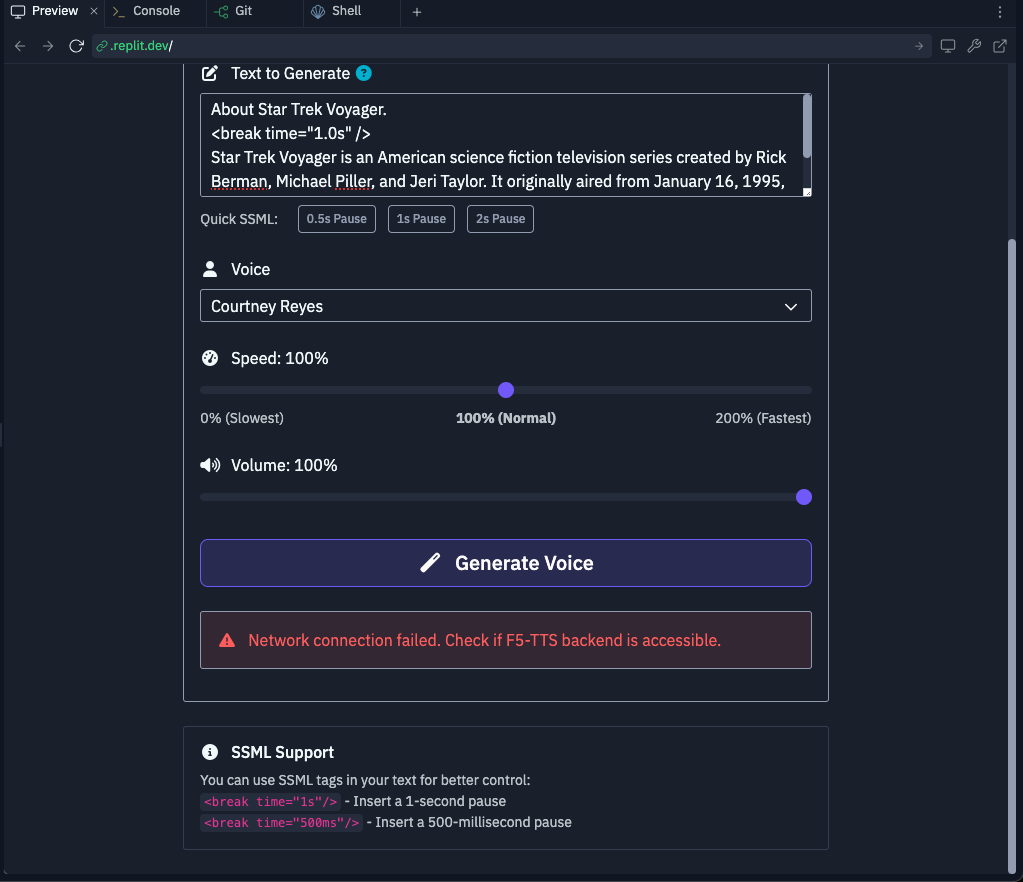 Preview
Console
Git
Shell
.replit.dev/
Text to Generate ?
About Star Trek Voyager.
<break time="1.0s" />
Star Trek Voyager is an American science fiction television series created by Rick
Berman, Michael Piller, and Jeri Taylor. It originally aired from January 16, 1995,
Quick SSML: 0.5s Pause 1s Pause 2s Pause
Voice
Courtney Reyes
Speed: 100%
0% (Slowest) 100% (Normal) 200% (Fastest)
Volume: 100%
Generate Voice
Network connection failed. Check if F5-TTS backend is accessible.
SSML Support
You can use SSML tags in your text for better control:
<break time="1s"/> - Insert a 1-second pause
<break time="500ms"/> - Insert a 500-millisecond pause